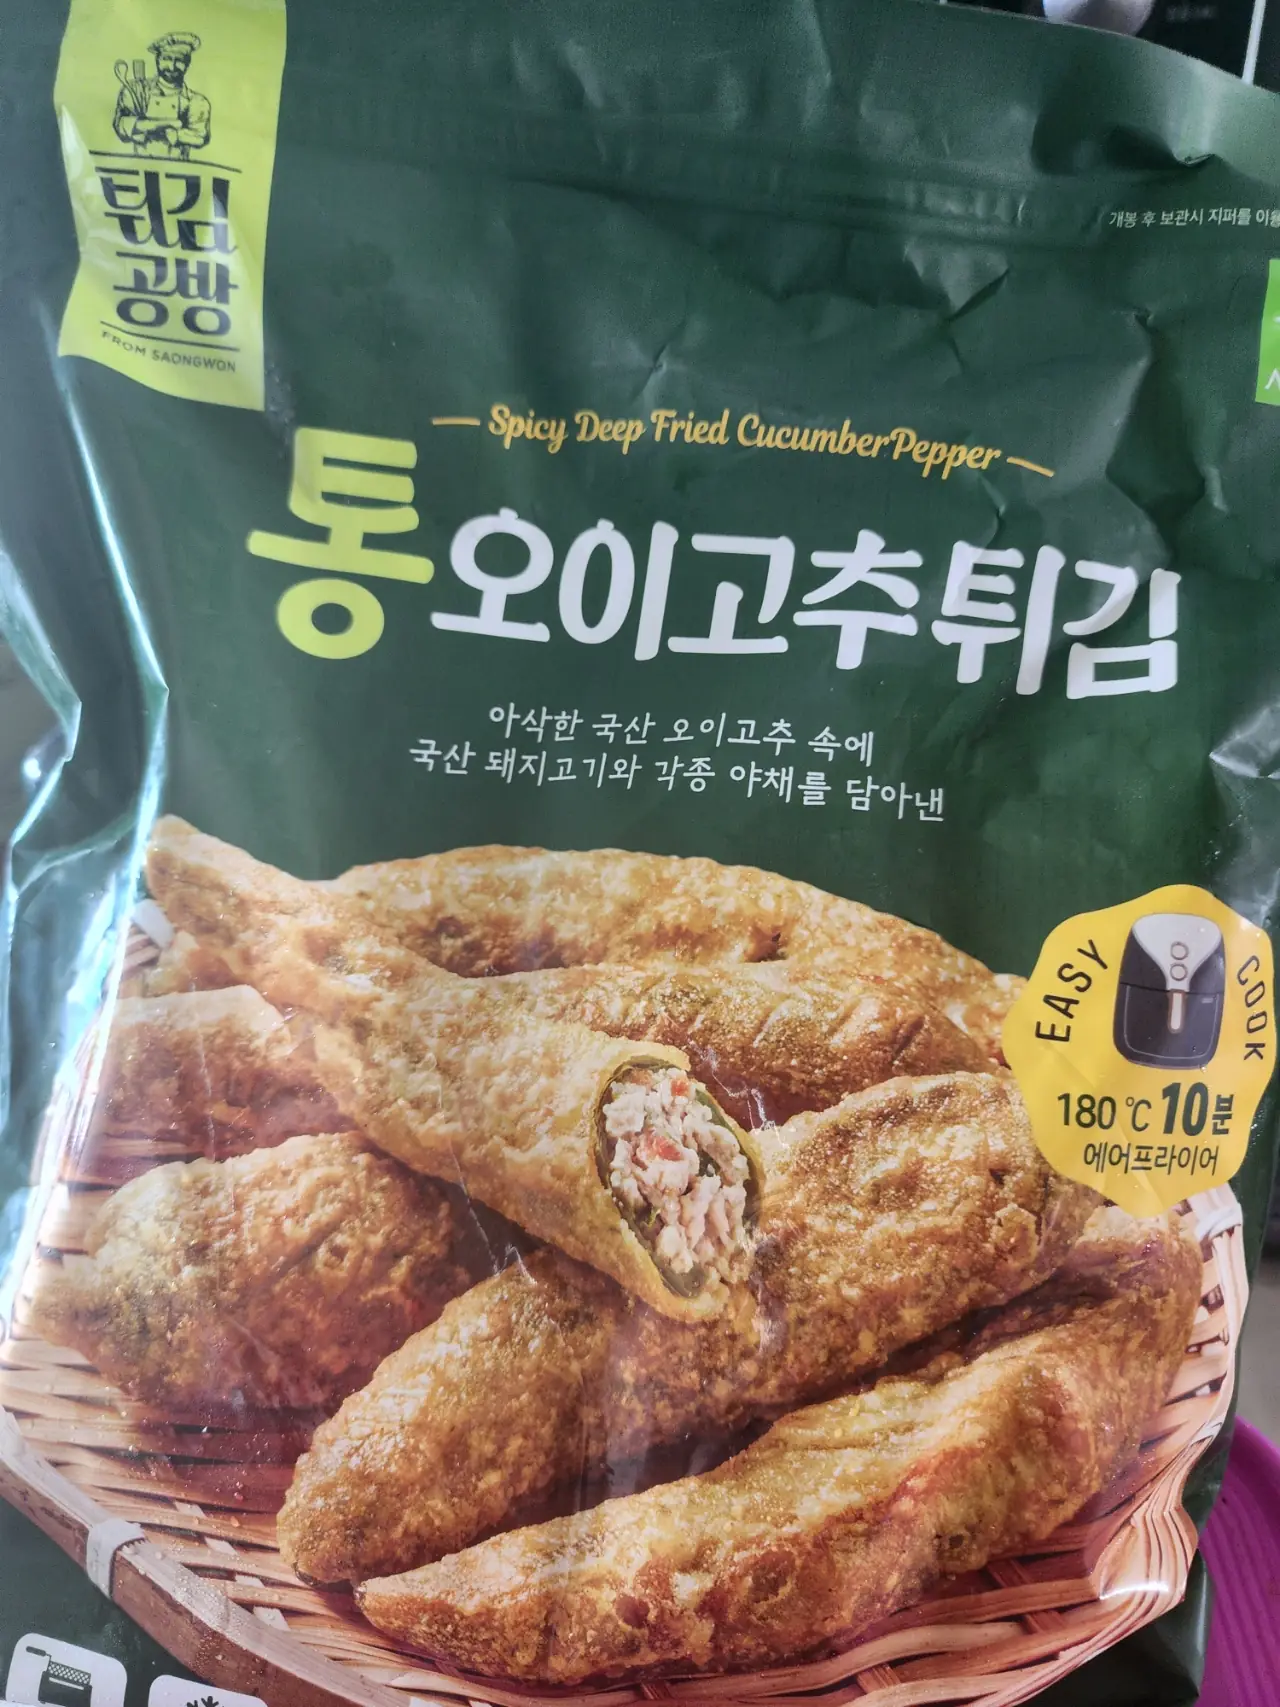 튀김
공방
FROM SAONGWON
개봉 후 보관시 지퍼를 이용
Spicy Deep Fried CucumberPepper
통오이고추튀김
아삭한 국산 오이고추 속에
국산 돼지고기와 각종 야채를 담아낸
EASY COOK
180℃ 10분
에어프라이어